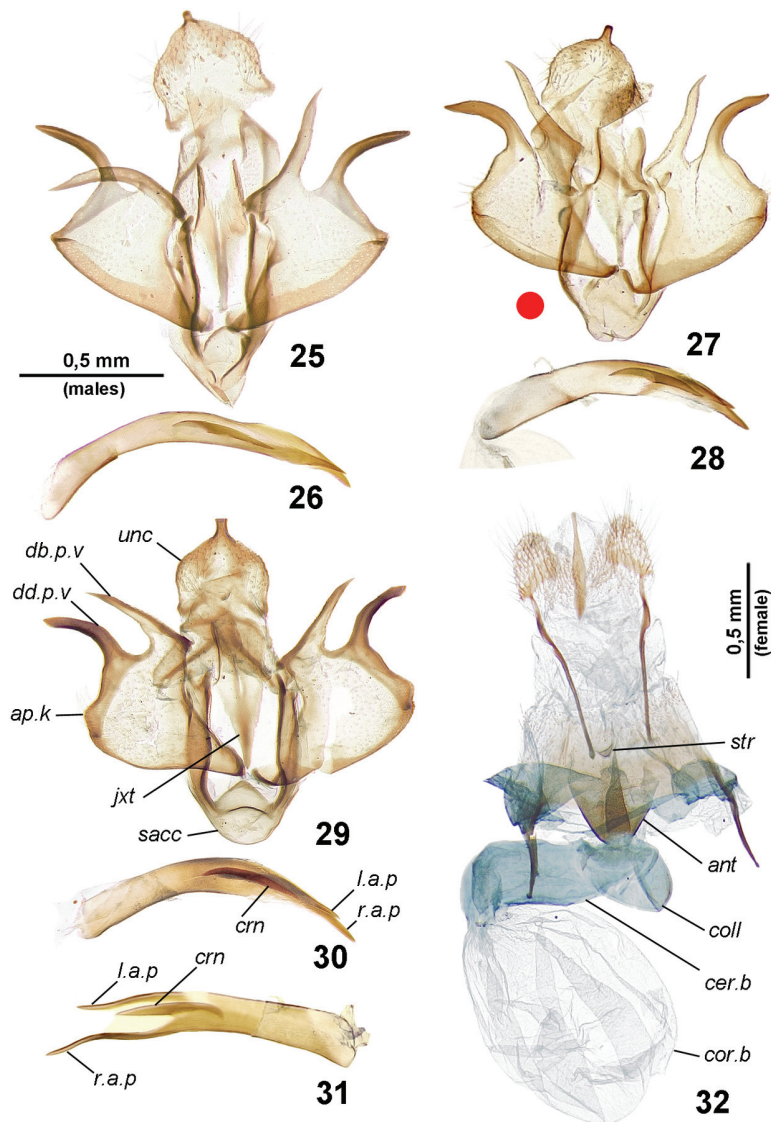 25
0,5 mm
(males)
26
27
28
unc
db.p.v
dd.p.v
ap.k
jxt
sacc
29
l.a.p
r.a.p
crn
30
l.a.p
crn
r.a.p
31
0,5 mm
(female)
str
ant
coll
cer.b
cor.b
32